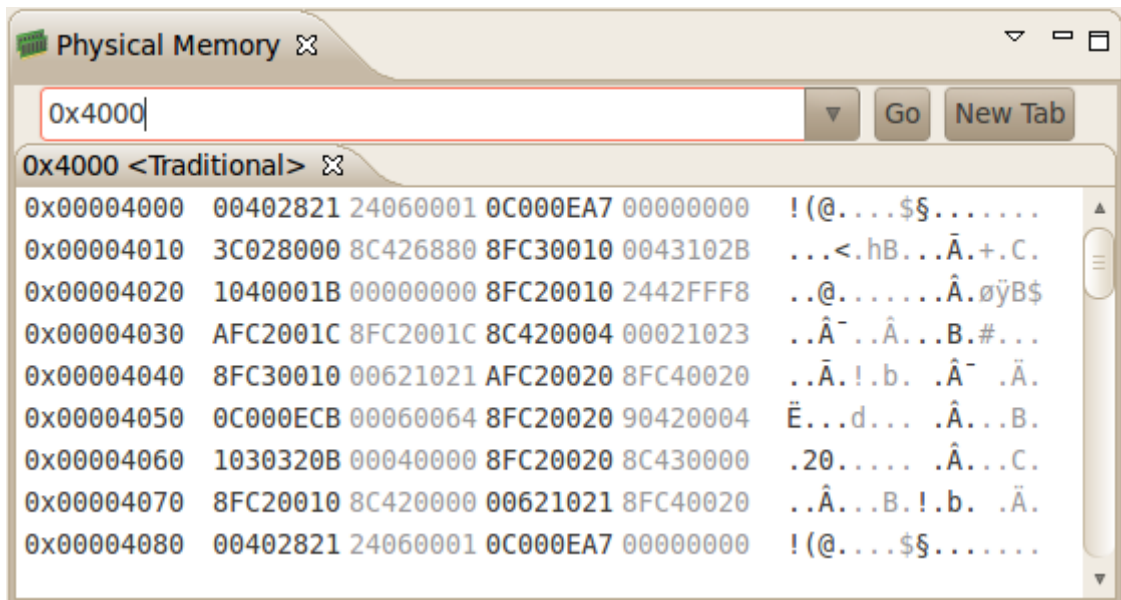 Physical Memory
0x4000 Go New Tab
0x4000 <Traditional>
0x00004000 00402821 24060001 0C000EA7 00000000 !(@....$§.......
0x00004010 3C028000 8C426880 8FC30010 0043102B ...<.hB...Ã.+.C.
0x00004020 1040001B 00000000 8FC20010 2442FFF8 ..@.......Â.øÿB$
0x00004030 AFC2001C 8FC2001C 8C420004 00021023 ..Â¯..Â...B.#...
0x00004040 8FC30010 00621021 AFC20020 8FC40020 ..Ã.!.b. .Â¯ .Ä.
0x00004050 0C000ECB 00060064 8FC20020 90420004 Ë...d... .Â...B.
0x00004060 1030320B 00040000 8FC20020 8C430000 .20..... .Â...C.
0x00004070 8FC20010 8C420000 00621021 8FC40020 ..Â...B.!.b. .Ä.
0x00004080 00402821 24060001 0C000EA7 00000000 !(@....$§.......